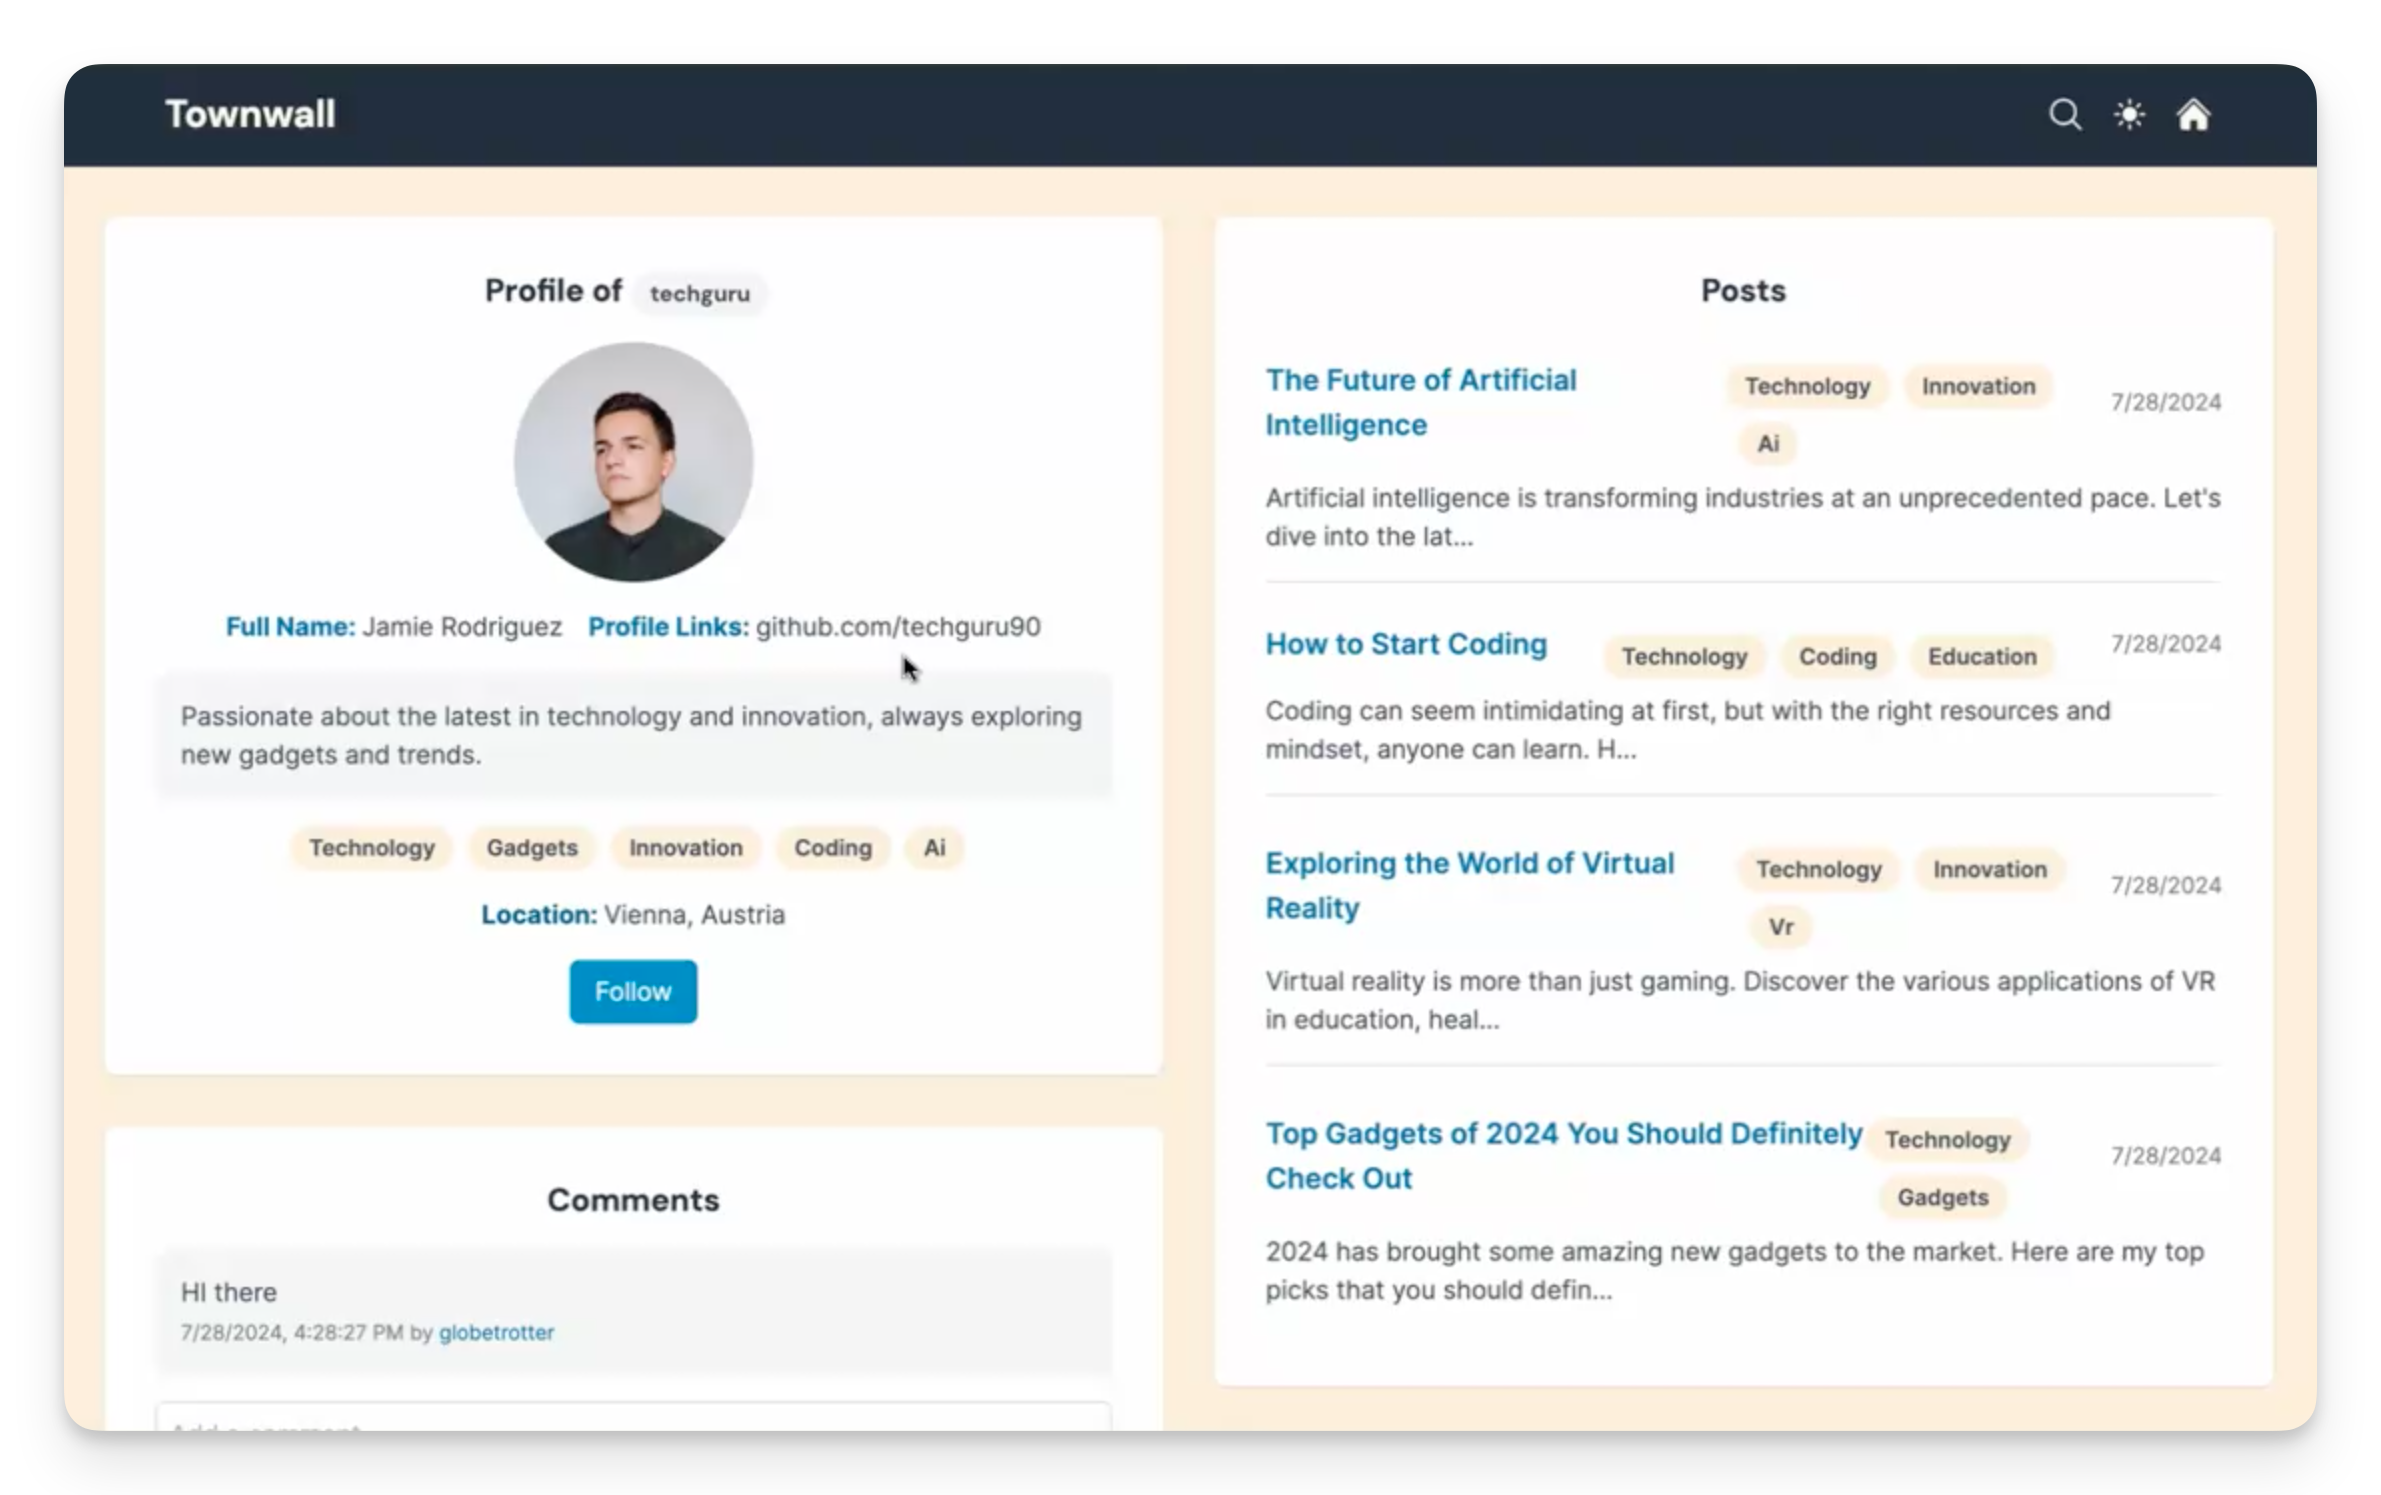 Townwall
Profile of techguru
Full Name: Jamie Rodriguez Profile Links: github.com/techguru90
Passionate about the latest in technology and innovation, always exploring
new gadgets and trends.
Technology Gadgets Innovation Coding Ai
Location: Vienna, Austria
Follow
Comments
HI there
7/28/2024, 4:28:27 PM by globetrotter
Add a comment
Posts
The Future of Artificial
Intelligence
Technology Innovation
Ai
7/28/2024
Artificial intelligence is transforming industries at an unprecedented pace. Let's
dive into the lat...
How to Start Coding
Technology Coding Education
7/28/2024
Coding can seem intimidating at first, but with the right resources and
mindset, anyone can learn. H...
Exploring the World of Virtual
Reality
Technology Innovation
Vr
7/28/2024
Virtual reality is more than just gaming. Discover the various applications of VR
in education, heal...
Top Gadgets of 2024 You Should Definitely
Check Out
Technology
Gadgets
7/28/2024
2024 has brought some amazing new gadgets to the market. Here are my top
picks that you should defin...